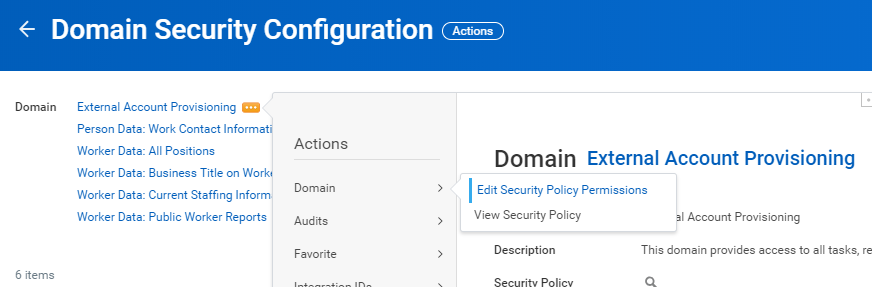 Domain Security Configuration Actions
Domain External Account Provisioning
Person Data: Work Contact Informati
Worker Data: All Positions
Worker Data: Business Title on Worke
Worker Data: Current Staffing Inform
Worker Data: Public Worker Reports
6 items
Actions
Domain
Audits
Favorite
Integration IDs
Edit Security Policy Permissions
View Security Policy
Domain External Account Provisioning
al Account Provisioning
Description This domain provides access to all tasks, re
Security Policy